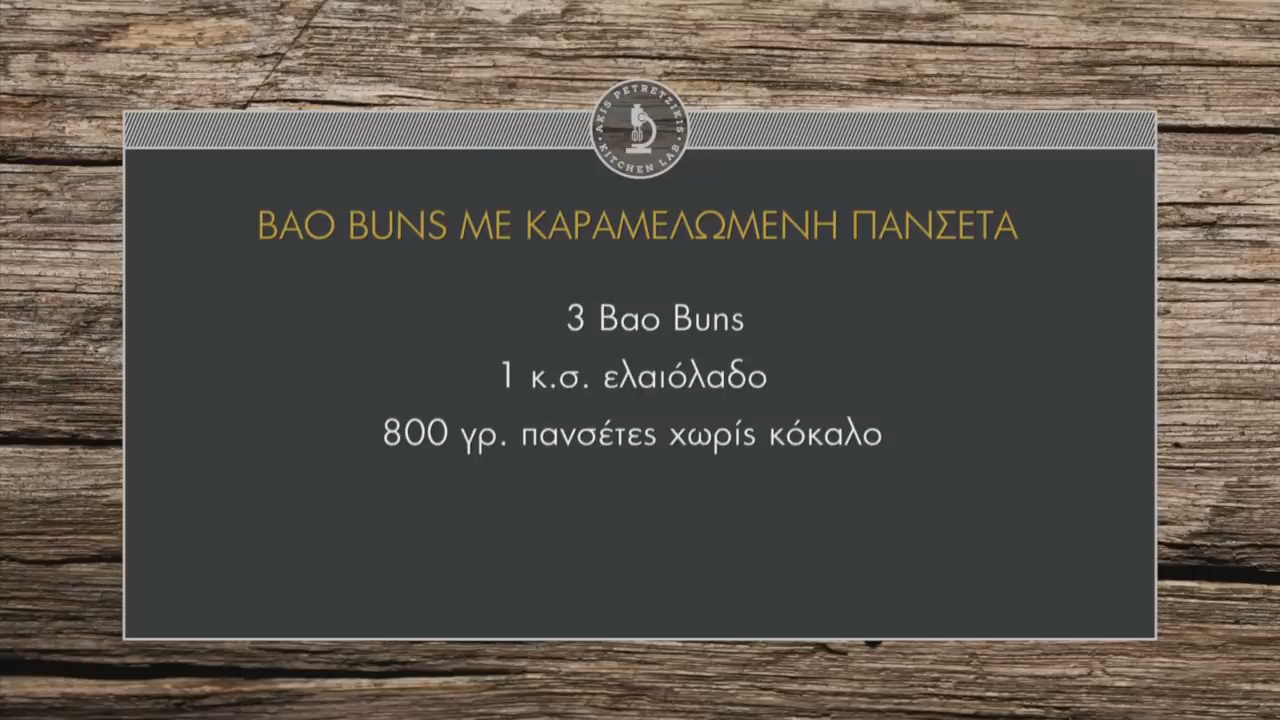 AKIS PETRETZIKIS
KITCHEN LAB
BAO BUNS ΜΕ ΚΑΡΑΜΕΛΩΜΕΝΗ ΠΑΝΣΕΤΑ
3 Bao Buns
1 κ.σ. ελαιόλαδο
800 γρ. πανσέτες χωρίς κόκαλο